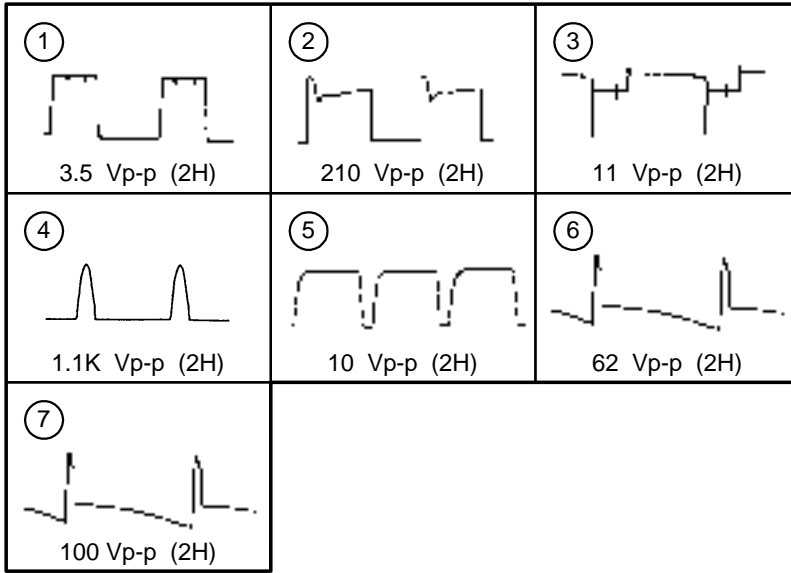 1
3.5 Vp-p (2H)
2
210 Vp-p (2H)
3
11 Vp-p (2H)
4
1.1K Vp-p (2H)
5
10 Vp-p (2H)
6
62 Vp-p (2H)
7
100 Vp-p (2H)